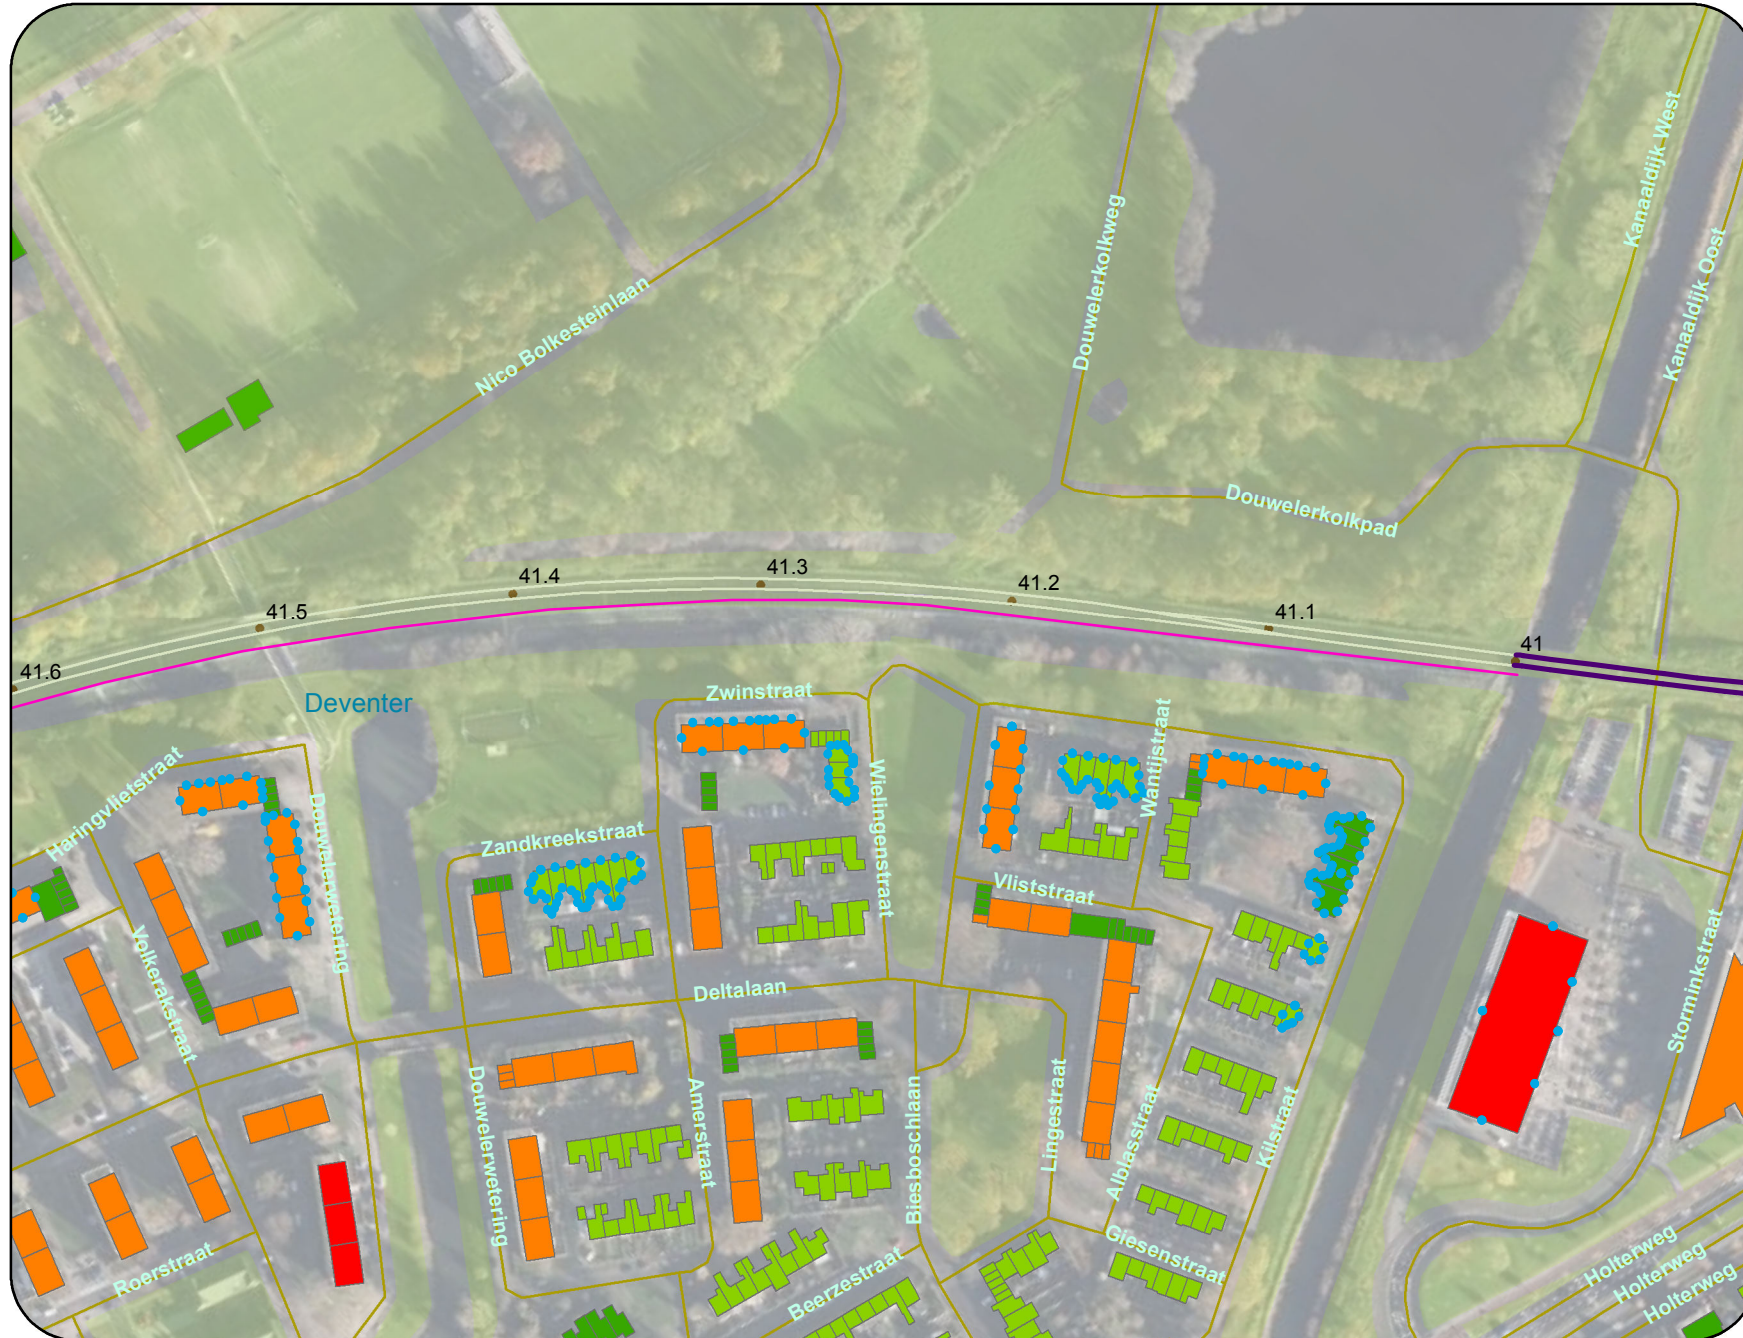 Kanaaldijk West
Kanaaldijk Oost
Douwelerkolkweg
Nico Bolkesteinlaan
Douwelerkolkpad
41.6
41.5
41.4
41.3
41.2
41.1
41
Deventer
Zwinstraat
Wantijstraat
Haringvlietstraat
Douwelerwetering
Wielingenstraat
Zandkreekstraat
Vliststraat
Volkerakstraat
Deltalaan
Storminkstraat
Douwelerwetering
Amerstraat
Biesboschlaan
Lingestraat
Alblasstraat
Kilstraat
Roerstraat
Beerzestraat
Giesenstraat
Holterweg
Holterweg
Holterweg